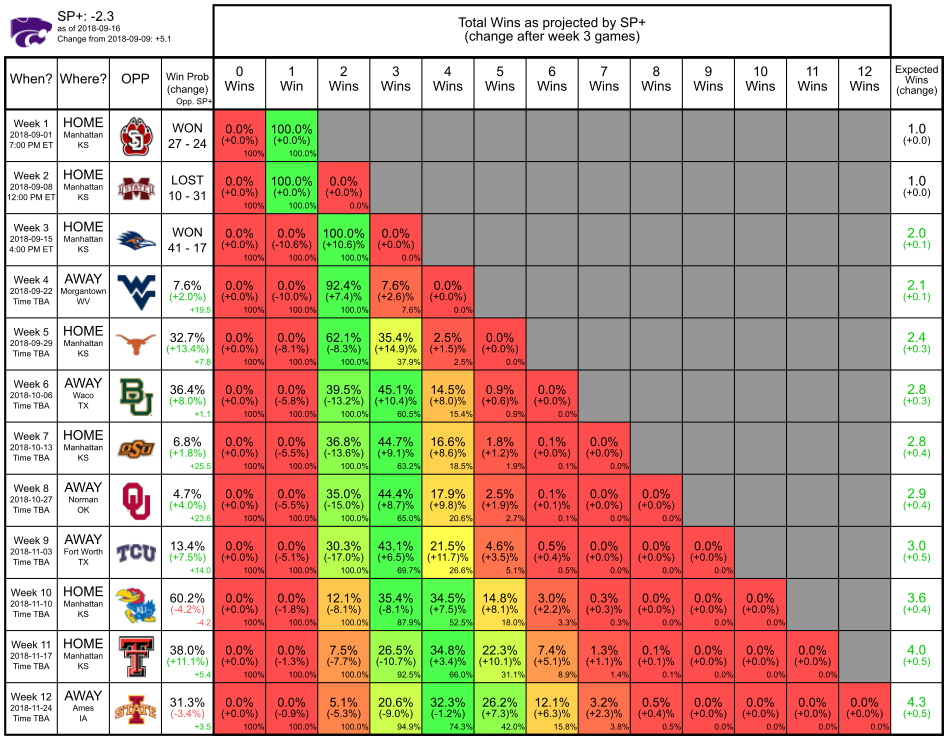 SP+: -2.3
as of 2018-09-16
Change from 2018-09-09: +5.1
Total Wins as projected by SP+
(change after week 3 games)
When? Where? OPP Win Prob (change) Opp. SP+ 0 Wins 1 Win 2 Wins 3 Wins 4 Wins 5 Wins 6 Wins 7 Wins 8 Wins 9 Wins 10 Wins 11 Wins 12 Wins Expected Wins (change)
Week 1 HOME WON 0.0% 100.0% 1.0
2018-09-01 Manhattan 27 - 24 (+0.0%) (+0.0%) (+0.0)
7:00 PM ET KS 100% 100.0%
Week 2 HOME LOST 0.0% 100.0% 0.0% 1.0
2018-09-08 Manhattan 10 - 31 (+0.0%) (+0.0%) (+0.0%) (+0.0)
12:00 PM ET KS STATE 100% 100.0% 0.0%
Week 3 HOME WON 0.0% 0.0% 100.0% 0.0% 2.0
2018-09-15 Manhattan 41 - 17 (+0.0%) (-10.6%) (+10.6%) (+0.0%) (+0.1)
4:00 PM ET KS 100% 100.0% 100.0% 0.0%
Week 4 AWAY WV 7.6% 0.0% 0.0% 92.4% 7.6% 0.0% 2.1
2018-09-22 Morgantown (+2.0%) (+0.0%) (-10.0%) (+7.4%) (+2.6%) (+0.0%) (+0.1)
Time TBA WV +19.5 100% 100.0% 100.0% 7.6% 0.0%
Week 5 HOME 32.7% 0.0% 0.0% 62.1% 35.4% 2.5% 0.0% 2.4
2018-09-29 Manhattan (+13.4%) (+0.0%) (-8.1%) (-8.3%) (+14.9%) (+1.5%) (+0.0%) (+0.3)
Time TBA KS +7.8 100% 100.0% 100.0% 37.9% 2.5% 0.0%
Week 6 AWAY BU 36.4% 0.0% 0.0% 39.5% 45.1% 14.5% 0.9% 0.0% 2.8
2018-10-06 Waco (+8.0%) (+0.0%) (-5.8%) (-13.2%) (+10.4%) (+8.0%) (+0.6%) (+0.0%) (+0.3)
Time TBA TX +1.1 100% 100.0% 100.0% 60.5% 15.4% 0.9% 0.0%
Week 7 HOME OSU 6.8% 0.0% 0.0% 36.8% 44.7% 16.6% 1.8% 0.1% 0.0% 2.8
2018-10-13 Manhattan (+1.8%) (+0.0%) (-5.5%) (-13.6%) (+9.1%) (+8.6%) (+1.2%) (+0.0%) (+0.0%) (+0.4)
Time TBA KS +25.5 100% 100.0% 100.0% 63.2% 18.5% 1.9% 0.1% 0.0%
Week 8 AWAY OU 4.7% 0.0% 0.0% 35.0% 44.4% 17.9% 2.5% 0.1% 0.0% 0.0% 2.9
2018-10-27 Norman (+4.0%) (+0.0%) (-5.5%) (-15.0%) (+8.7%) (+9.8%) (+1.9%) (+0.1%) (+0.0%) (+0.0%) (+0.4)
Time TBA OK +23.6 100% 100.0% 100.0% 65.0% 20.6% 2.7% 0.1% 0.0% 0.0%
Week 9 AWAY TCU 13.4% 0.0% 0.0% 30.3% 43.1% 21.5% 4.6% 0.5% 0.0% 0.0% 0.0% 3.0
2018-11-03 Fort Worth (+7.5%) (+0.0%) (-5.1%) (-17.0%) (+6.5%) (+11.7%) (+3.5%) (+0.4%) (+0.0%) (+0.0%) (+0.0%) (+0.5)
Time TBA TX +14.0 100% 100.0% 100.0% 69.7% 26.6% 5.1% 0.5% 0.0% 0.0% 0.0%
Week 10 HOME KU 60.2% 0.0% 0.0% 12.1% 35.4% 34.5% 14.8% 3.0% 0.3% 0.0% 0.0% 0.0% 3.6
2018-11-10 Manhattan (-4.2%) (+0.0%) (-1.8%) (-8.1%) (-8.1%) (+7.5%) (+8.1%) (+2.2%) (+0.3%) (+0.0%) (+0.0%) (+0.0%) (+0.4)
Time TBA KS -4.2 100% 100.0% 100.0% 87.9% 52.5% 18.0% 3.3% 0.3% 0.0% 0.0% 0.0%
Week 11 HOME T 38.0% 0.0% 0.0% 7.5% 26.5% 34.8% 22.3% 7.4% 1.3% 0.1% 0.0% 0.0% 0.0% 4.0
2018-11-17 Manhattan (+11.1%) (+0.0%) (-1.3%) (-7.7%) (-10.7%) (+3.4%) (+10.1%) (+5.1%) (+1.1%) (+0.1%) (+0.0%) (+0.0%) (+0.0%) (+0.5)
Time TBA KS +5.4 100% 100.0% 100.0% 92.5% 66.0% 31.1% 8.9% 1.4% 0.1% 0.0% 0.0% 0.0%
Week 12 AWAY 31.3% 0.0% 0.0% 5.1% 20.6% 32.3% 26.2% 12.1% 3.2% 0.5% 0.0% 0.0% 0.0% 0.0% 4.3
2018-11-24 Ames STATE (-3.4%) (+0.0%) (-0.9%) (-5.3%) (-9.0%) (-1.2%) (+7.3%) (+6.3%) (+2.3%) (+0.4%) (+0.0%) (+0.0%) (+0.0%) (+0.0%) (+0.5)
Time TBA IA +3.5 100% 100.0% 100.0% 94.9% 74.3% 42.0% 15.8% 3.8% 0.5% 0.0% 0.0% 0.0% 0.0%